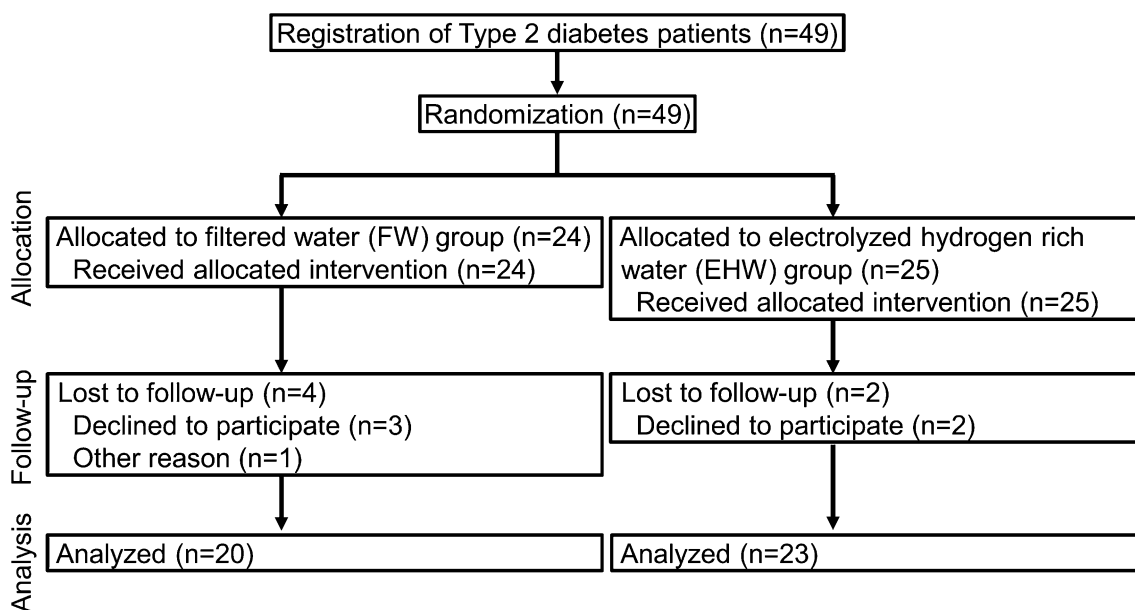 Registration of Type 2 diabetes patients (n=49)
Randomization (n=49)
Allocation
Allocated to filtered water (FW) group (n=24)
Received allocated intervention (n=24)
Allocated to electrolyzed hydrogen rich
water (EHW) group (n=25)
Received allocated intervention (n=25)
Follow-up
Lost to follow-up (n=4)
Declined to participate (n=3)
Other reason (n=1)
Lost to follow-up (n=2)
Declined to participate (n=2)
Analysis
Analyzed (n=20)
Analyzed (n=23)